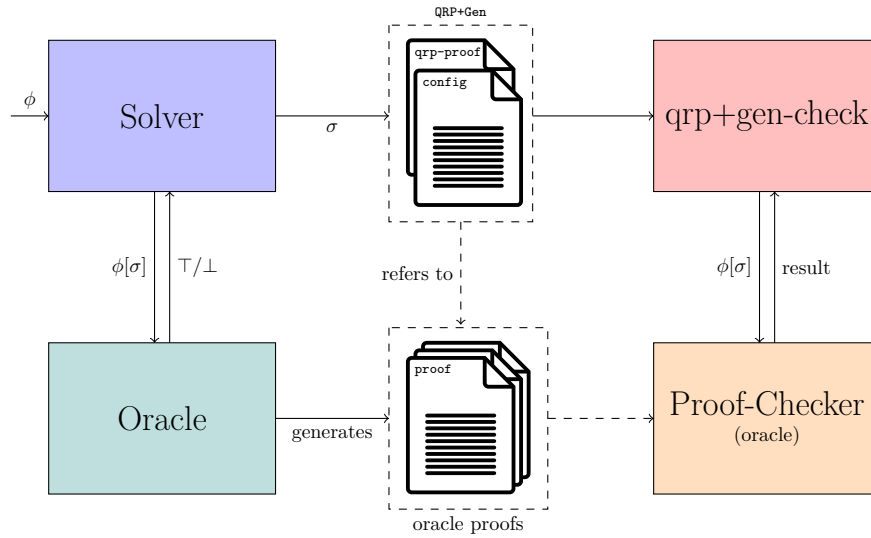 QRP+Gen
qrp-proof
config
ϕ
Solver
σ
qrp+gen-check
ϕ[σ]
⊤/⊥
refers to
ϕ[σ]
result
proof
Oracle
generates
Proof-Checker
(oracle)
oracle proofs